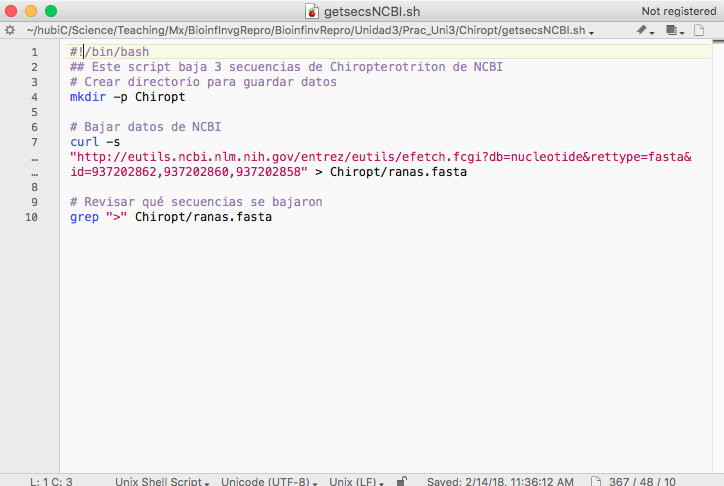 getsecsNCBI.sh
Not registered
~/hubiC/Science/Teaching/Mx/BioinfInvgRepro/BioinfinvRepro/Unidad3/Prac_Uni3/Chiropt/getsecsNCBI.sh
1 #!/bin/bash
2 ## Este script baja 3 secuencias de Chiropterotriton de NCBI
3 # Crear directorio para guardar datos
4 mkdir -p Chiropt
5
6 # Bajar datos de NCBI
7 curl -s
… "http://eutils.ncbi.nlm.nih.gov/entrez/eutils/efetch.fcgi?db=nucleotide&rettype=fasta&
… id=937202862,937202860,937202858" > Chiropt/ranas.fasta
8
9 # Revisar qué secuencias se bajaron
10 grep ">" Chiropt/ranas.fasta
L: 1 C: 3 Unix Shell Script Unicode (UTF-8) Unix (LF) Saved: 2/14/18, 11:36:12 AM 367 / 48 / 10